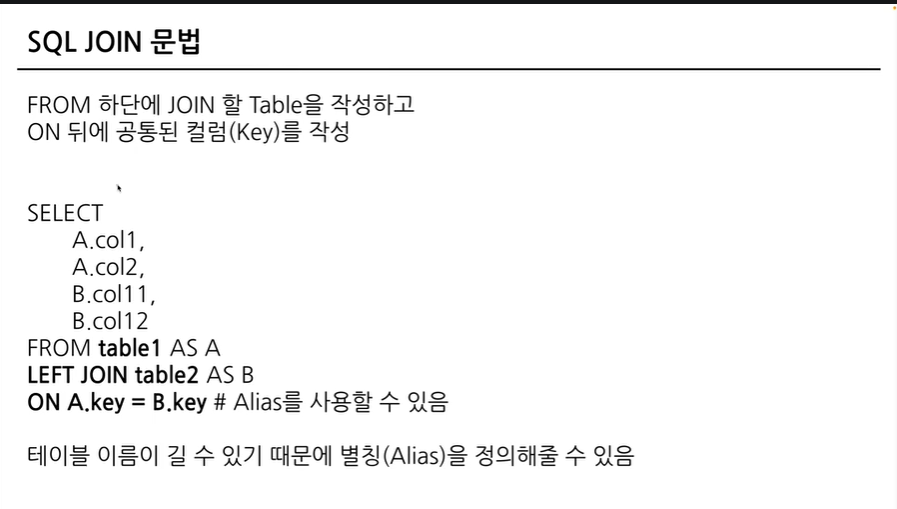 SQL JOIN 문법
FROM 하단에 JOIN 할 Table을 작성하고
ON 뒤에 공통된 컬럼(Key)를 작성
SELECT
A.col1,
A.col2,
B.col11,
B.col12
FROM table1 AS A
LEFT JOIN table2 AS B
ON A.key = B.key # Alias를 사용할 수 있음
테이블 이름이 길 수 있기 때문에 별칭(Alias)을 정의해줄 수 있음